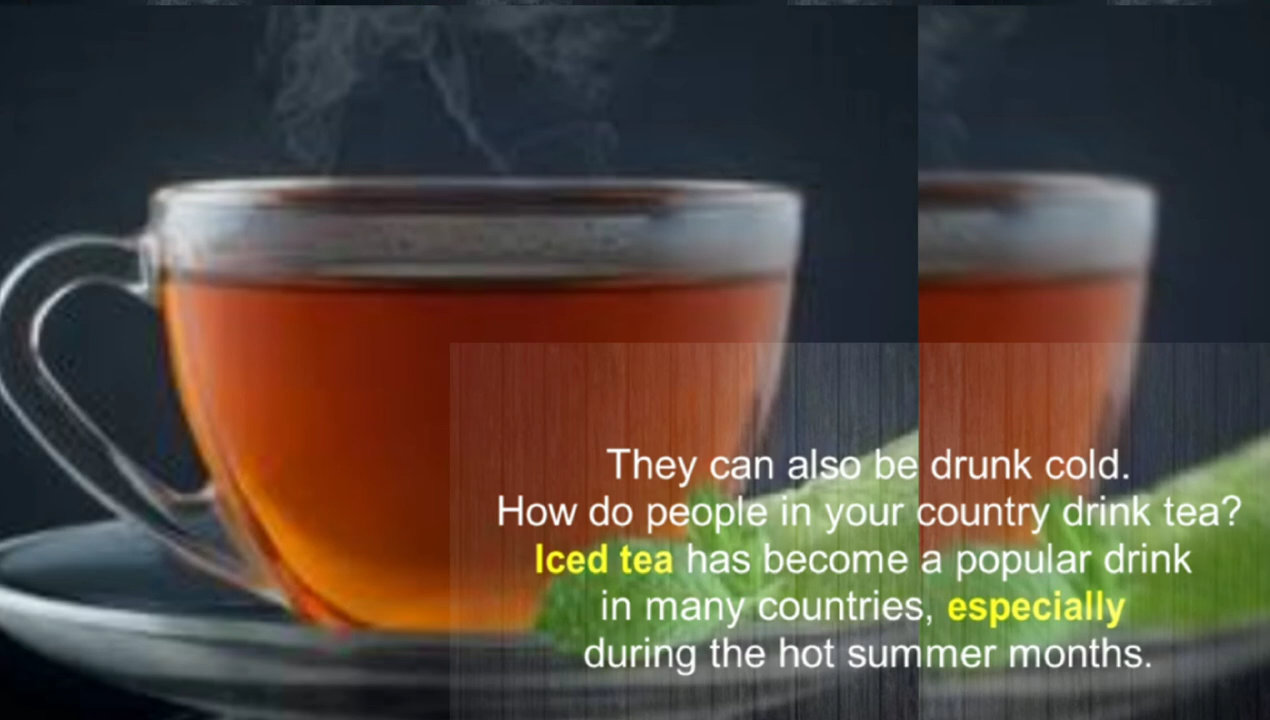 They can also be drunk cold.
How do people in your country drink tea?
Iced tea has become a popular drink
in many countries, especially
during the hot summer months.